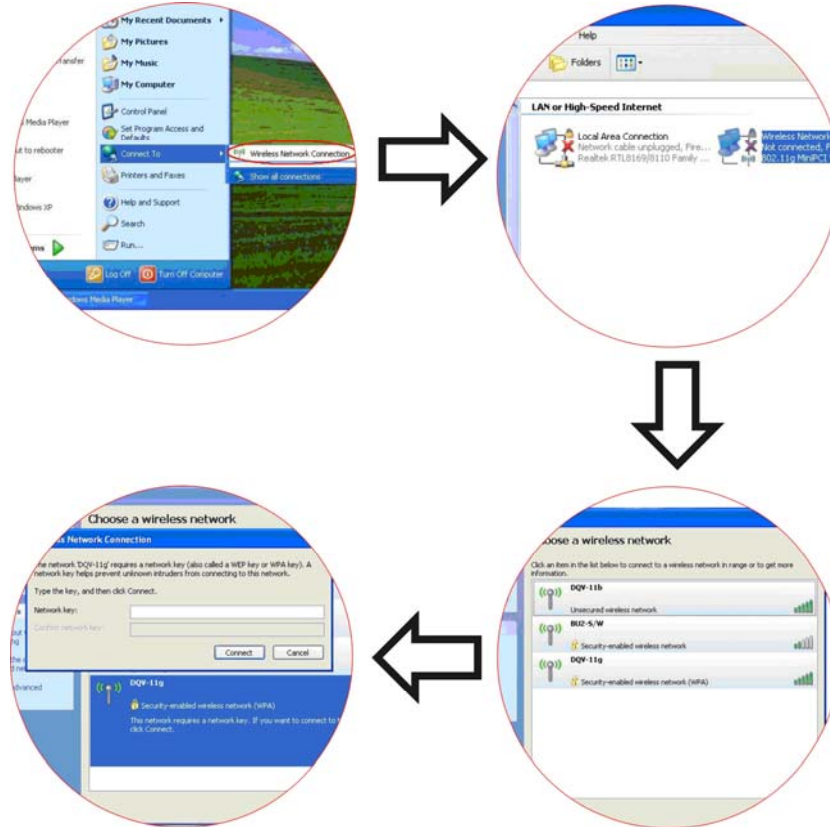 My Recent Documents
My Pictures
My Music
My Computer
Control Panel
Set Program Access and
Defaults
Connect To
Wireless Network Connection
Show all connections
Printers and Faxes
Help and Support
Search
Run...
Media Player
ut to rebooter
layer
indows XP
ems
Log Off
Turn Off Computer
dows Media Player
Help
Folders
LAN or High-Speed Internet
Local Area Connection
Network cable unplugged, Fire...
Realtek RTL8169/8110 Family ...
Wireless Network
Not connected, F
802.11g MiniPCI
oose a wireless network
Click an item in the list below to connect to a wireless network in range or to get more
information.
DQV-11b
Unsecured wireless network
BU2-S/W
Security-enabled wireless network
DQV-11g
Security-enabled wireless network (WPA)
Choose a wireless network
ss Network Connection
The network 'DQV-11g' requires a network key (also called a WEP key or WPA key). A
network key helps prevent unknown intruders from connecting to this network.
Type the key, and then click Connect.
Network key:
Confirm network key:
Connect
Cancel
DQV-11g
Security-enabled wireless network (WPA)
This network requires a network key. If you want to connect to
click Connect.
advanced